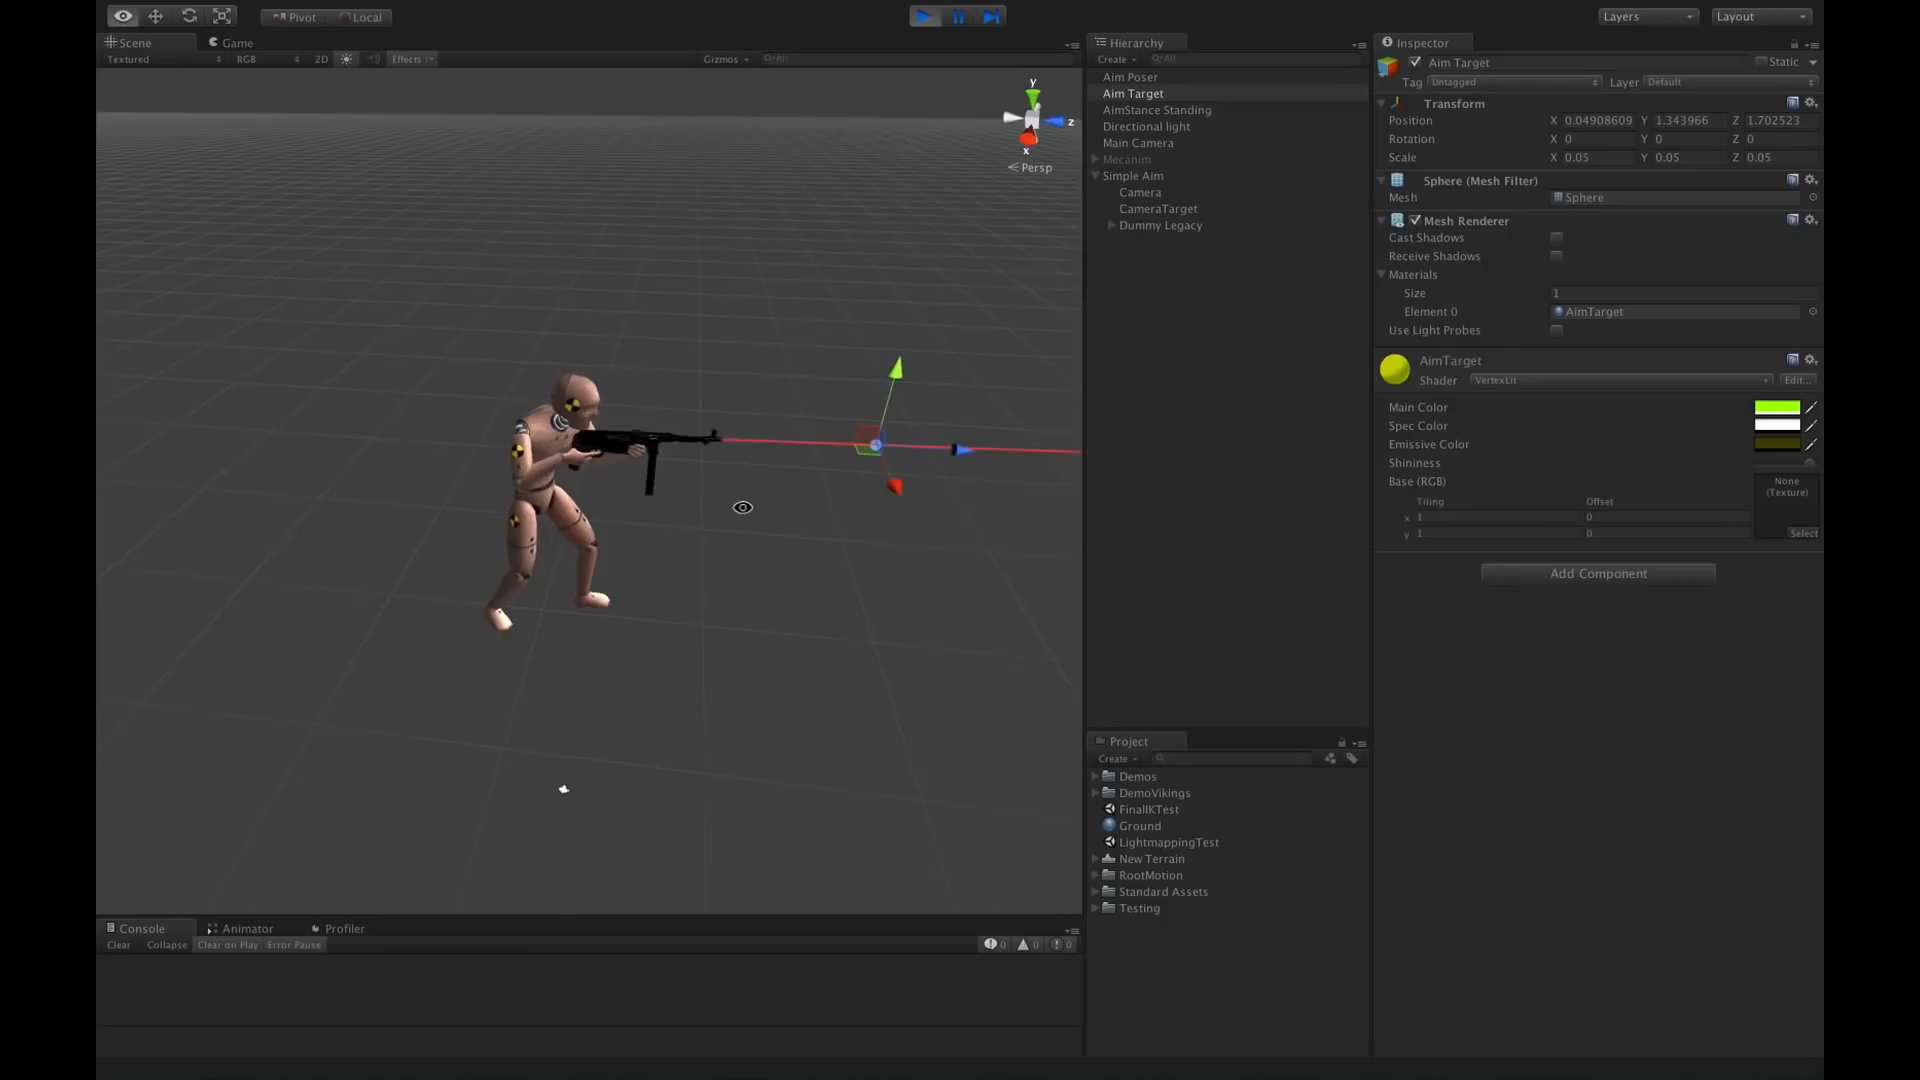 Pivot Local Layers Layout
Scene Game
Textured RGB 2D Effects Gizmos All
y
z
x
Persp
Console Animator Profiler
Clear Collapse Clear on Play Error Pause 0 0 0
Hierarchy
Create All
Aim Poser
Aim Target
AimStance Standing
Directional light
Main Camera
Mecanim
Simple Aim
Camera
CameraTarget
Dummy Legacy
Project
Create
Demos
DemoVikings
FinalIKTest
Ground
LightmappingTest
New Terrain
RootMotion
Standard Assets
Testing
Inspector
Aim Target Static
Tag Untagged Layer Default
Transform
Position X 0.04908609 Y 1.343966 Z 1.702523
Rotation X 0 Y 0 Z 0
Scale X 0.05 Y 0.05 Z 0.05
Sphere (Mesh Filter)
Mesh Sphere
Mesh Renderer
Cast Shadows
Receive Shadows
Materials
Size 1
Element 0 AimTarget
Use Light Probes
AimTarget
Shader VertexLit Edit...
Main Color
Spec Color
Emissive Color
Shininess
Base (RGB) None
(Texture)
Tiling Offset
x 1 0
y 1 0 Select
Add Component